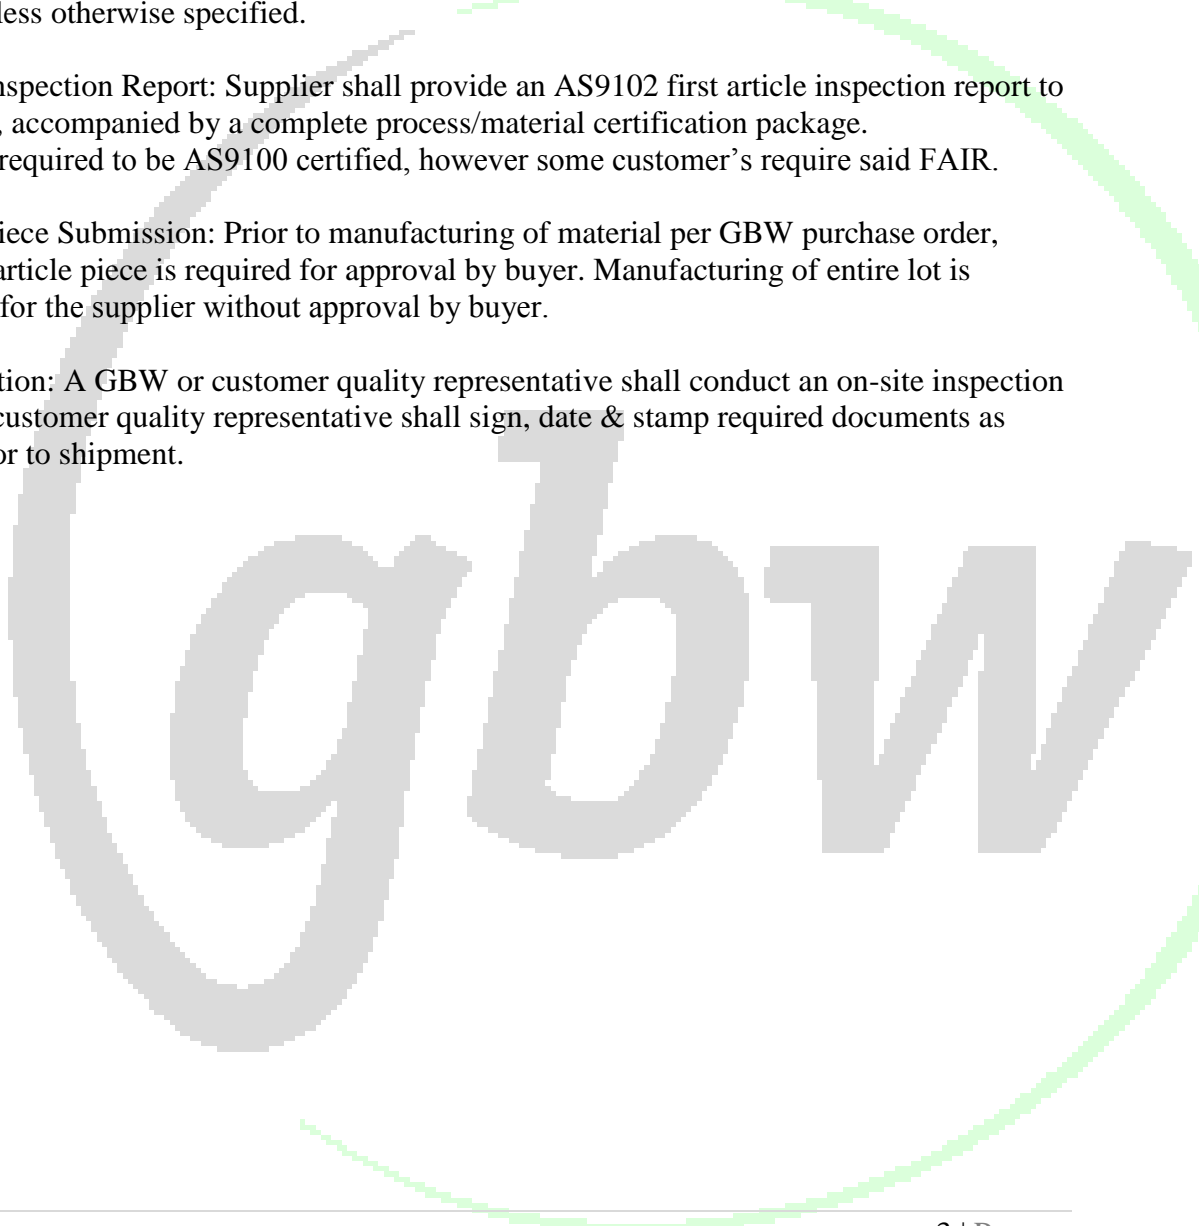 less otherwise specified.
nspection Report: Supplier shall provide an AS9102 first article inspection report to
, accompanied by a complete process/material certification package.
required to be AS9100 certified, however some customer's require said FAIR.
iece Submission: Prior to manufacturing of material per GBW purchase order,
article piece is required for approval by buyer. Manufacturing of entire lot is
for the supplier without approval by buyer.
tion: A GBW or customer quality representative shall conduct an on-site inspection
customer quality representative shall sign, date & stamp required documents as
or to shipment.
gbw